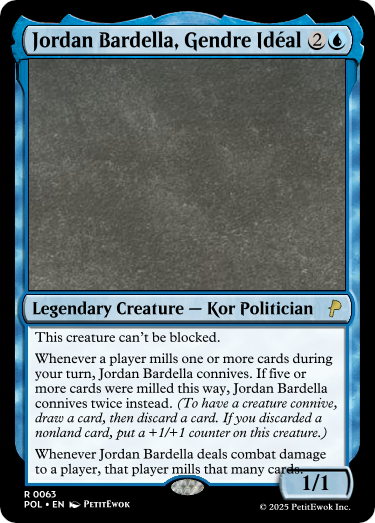 Jordan Bardella, Gendre Idéal 2
Legendary Creature — Kor Politician
This creature can't be blocked.
Whenever a player mills one or more cards during
your turn, Jordan Bardella connives. If five or
more cards were milled this way, Jordan Bardella
connives twice instead. (To have a creature connive,
draw a card, then discard a card. If you discarded a
nonland card, put a +1/+1 counter on this creature.)
Whenever Jordan Bardella deals combat damage
to a player, that player mills that many cards.
1/1
R 0063
POL • EN PetitEwok
© 2025 PetitEwok Inc.